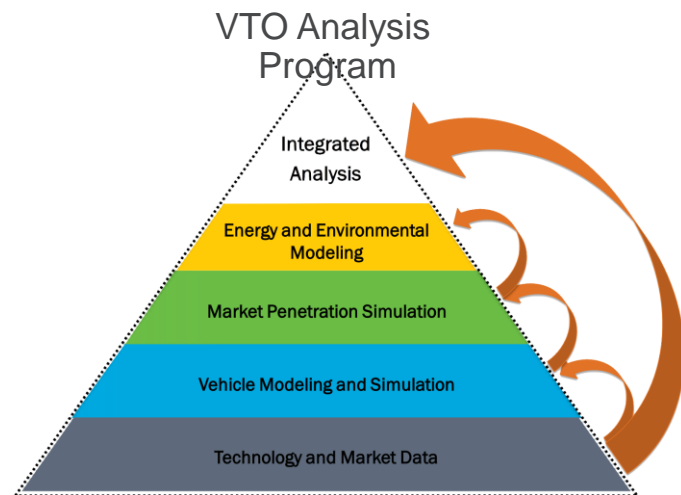 VTO Analysis
Program
Integrated
Analysis
Energy and Environmental
Modeling
Market Penetration Simulation
Vehicle Modeling and Simulation
Technology and Market Data